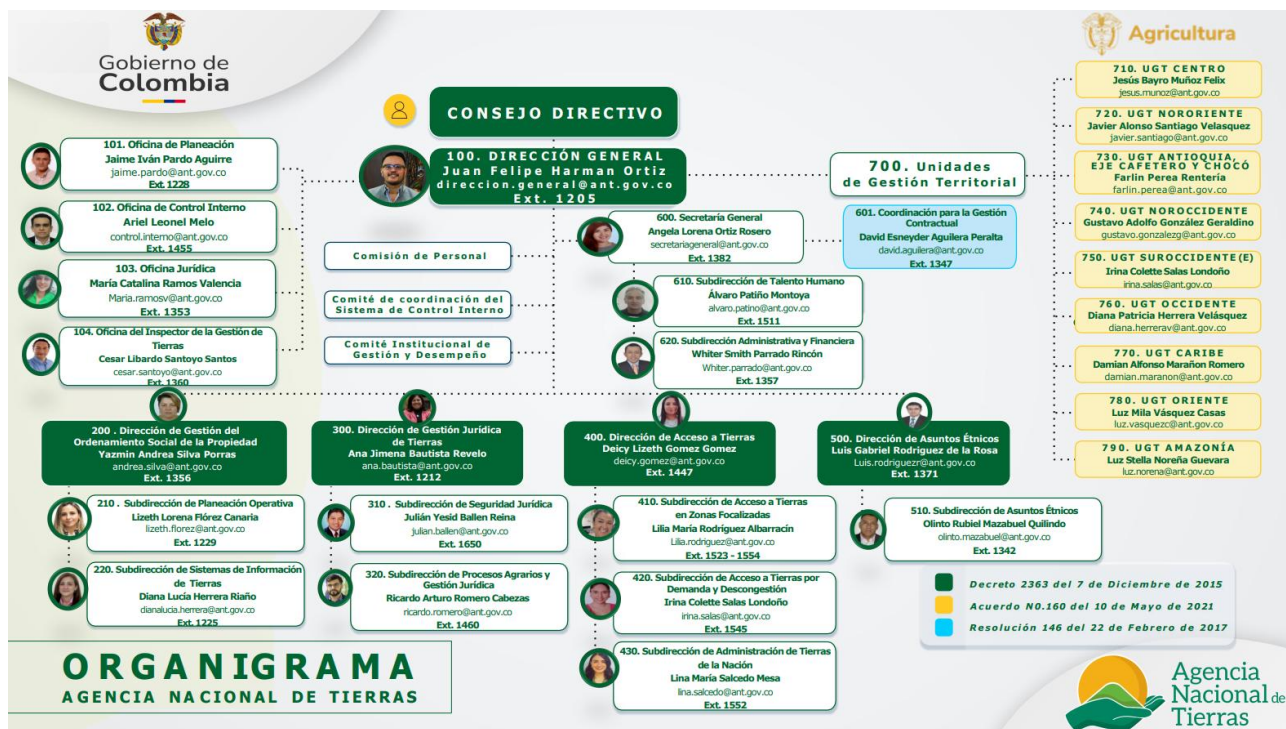 Gobierno de
Colombia
Agricultura
CONSEJO DIRECTIVO
100. DIRECCIÓN GENERAL
Juan Felipe Harman Ortiz
direccion.general@ant.gov.co
Ext. 1205
101. Oficina de Planeación
Jaime Iván Pardo Aguirre
jaime.pardo@ant.gov.co
Ext. 1228
102. Oficina de Control Interno
Ariel Leonel Melo
control.interno@ant.gov.co
Ext. 1455
103. Oficina Jurídica
María Catalina Ramos Valencia
Maria.ramosv@ant.gov.co
Ext. 1353
104. Oficina del Inspector de la Gestión de
Tierras
Cesar Libardo Santoyo Santos
cesar.santoyo@ant.gov.co
Ext. 1360
Comisión de Personal
Comité de coordinación del
Sistema de Control Interno
Comité Institucional de
Gestión y Desempeño
600. Secretaría General
Angela Lorena Ortiz Rosero
secretariageneral@ant.gov.co
Ext. 1382
601. Coordinación para la Gestión
Contractual
David Esneyder Aguilera Peralta
david.aguilera@ant.gov.co
Ext. 1347
610. Subdirección de Talento Humano
Álvaro Patiño Montoya
alvaro.patino@ant.gov.co
Ext. 1511
620. Subdirección Administrativa y Financiera
Whiter Smith Parrado Rincón
Whiter.parrado@ant.gov.co
Ext. 1357
700. Unidades
de Gestión Territorial
710. UGT CENTRO
Jesús Bayro Muñoz Felix
jesus.munoz@ant.gov.co
720. UGT NORORIENTE
Javier Alonso Santiago Velasquez
javier.santiago@ant.gov.co
730. UGT ANTIOQUIA,
EJE CAFETERO Y CHOCÓ
Farlin Perea Rentería
farlin.perea@ant.gov.co
740. UGT NOROCCIDENTE
Gustavo Adolfo González Geraldino
gustavo.gonzalezg@ant.gov.co
750. UGT SUROCCIDENTE (E)
Irina Colette Salas Londoño
irina.salas@ant.gov.co
760. UGT OCCIDENTE
Diana Patricia Herrera Velásquez
diana.herrerav@ant.gov.co
770. UGT CARIBE
Damian Alfonso Marañon Romero
damian.maranon@ant.gov.co
780. UGT ORIENTE
Luz Mila Vásquez Casas
luz.vasquezc@ant.gov.co
790. UGT AMAZONÍA
Luz Stella Noreña Guevara
luz.norena@ant.gov.co
200 . Dirección de Gestión del
Ordenamiento Social de la Propiedad
Yazmin Andrea Silva Porras
andrea.silva@ant.gov.co
Ext. 1356
210 . Subdirección de Planeación Operativa
Lizeth Lorena Flórez Canaria
lizeth.florez@ant.gov.co
Ext. 1229
220. Subdirección de Sistemas de Información
de Tierras
Diana Lucía Herrera Riaño
dianalucia.herrera@ant.gov.co
Ext. 1225
300. Dirección de Gestión Jurídica
de Tierras
Ana Jimena Bautista Revelo
ana.bautista@ant.gov.co
Ext. 1212
310 . Subdirección de Seguridad Jurídica
Julián Yesid Ballen Reina
julian.ballen@ant.gov.co
Ext. 1650
320. Subdirección de Procesos Agrarios y
Gestión Jurídica
Ricardo Arturo Romero Cabezas
ricardo.romero@ant.gov.co
Ext. 1460
400. Dirección de Acceso a Tierras
Deicy Lizeth Gomez Gomez
deicy.gomez@ant.gov.co
Ext. 1447
410. Subdirección de Acceso a Tierras
en Zonas Focalizadas
Lilia María Rodríguez Albarracín
Lilia.rodriguez@ant.gov.co
Ext. 1523 - 1554
420. Subdirección de Acceso a Tierras por
Demanda y Descongestión
Irina Colette Salas Londoño
irina.salas@ant.gov.co
Ext. 1545
430. Subdirección de Administración de Tierras
de la Nación
Lina María Salcedo Mesa
lina.salcedo@ant.gov.co
Ext. 1552
500. Dirección de Asuntos Étnicos
Luis Gabriel Rodriguez de la Rosa
Luis.rodriguezr@ant.gov.co
Ext. 1371
510. Subdirección de Asuntos Étnicos
Olinto Rubiel Mazabuel Quilindo
olinto.mazabuel@ant.gov.co
Ext. 1342
Decreto 2363 del 7 de Diciembre de 2015
Acuerdo N0.160 del 10 de Mayo de 2021
Resolución 146 del 22 de Febrero de 2017
ORGANIGRAMA
AGENCIA NACIONAL DE TIERRAS
Agencia
Nacional de
Tierras